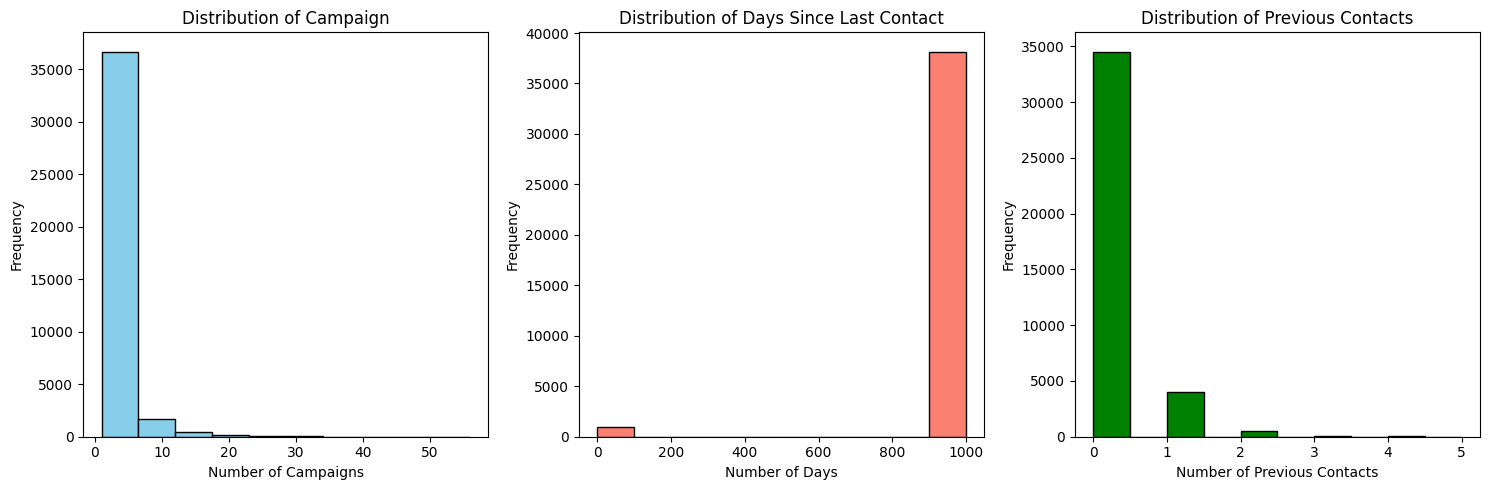 Distribution of Campaign
35000
30000
25000
20000
15000
10000
5000
0
Frequency
0 10 20 30 40 50
Number of Campaigns
Distribution of Days Since Last Contact
40000
35000
30000
25000
20000
15000
10000
5000
0
Frequency
0 200 400 600 800 1000
Number of Days
Distribution of Previous Contacts
35000
30000
25000
20000
15000
10000
5000
0
Frequency
0 1 2 3 4 5
Number of Previous Contacts